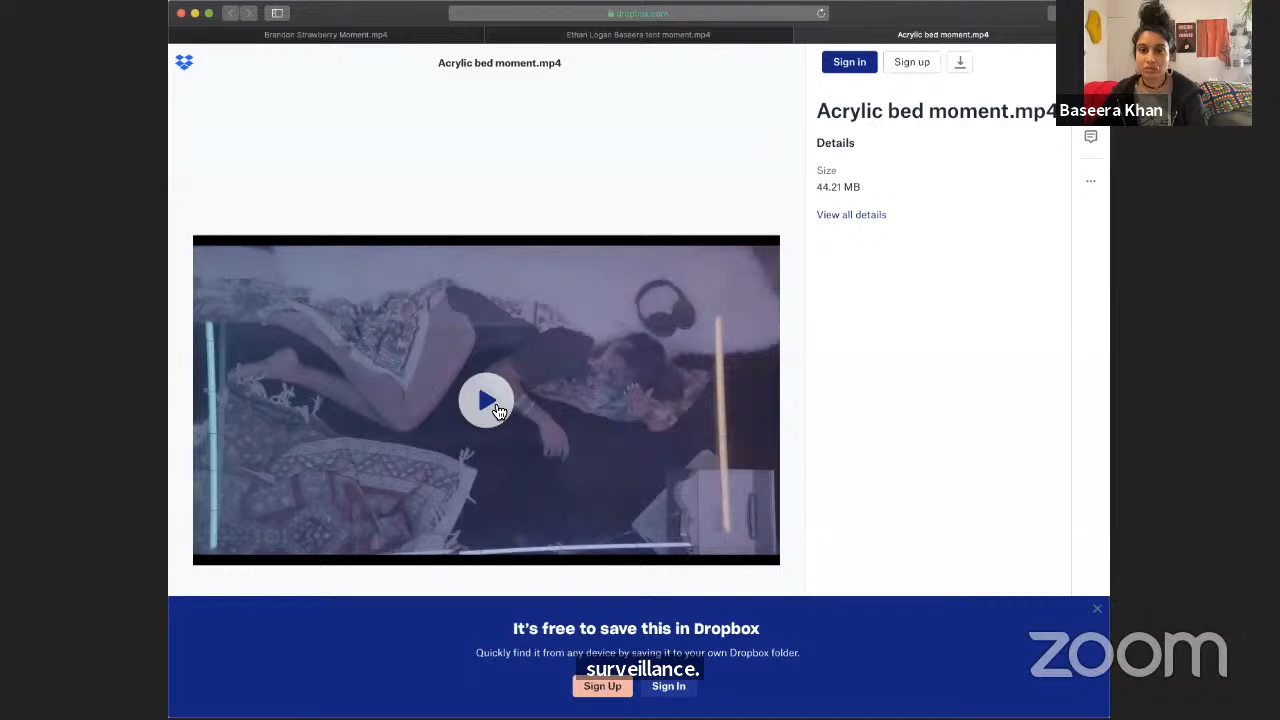 dropbox.com
Brandon Strawberry Moment.mp4
Ethan Logan Baseera tent moment.mp4
Acrylic bed moment.mp4
Acrylic bed moment.mp4
Sign in
Sign up
Acrylic bed moment.mp4
Baseera Khan
Details
Size
44.21 MB
View all details
It's free to save this in Dropbox
Quickly find it from any device by saving it to your own Dropbox folder.
surveillance.
Sign Up
Sign In
zoom